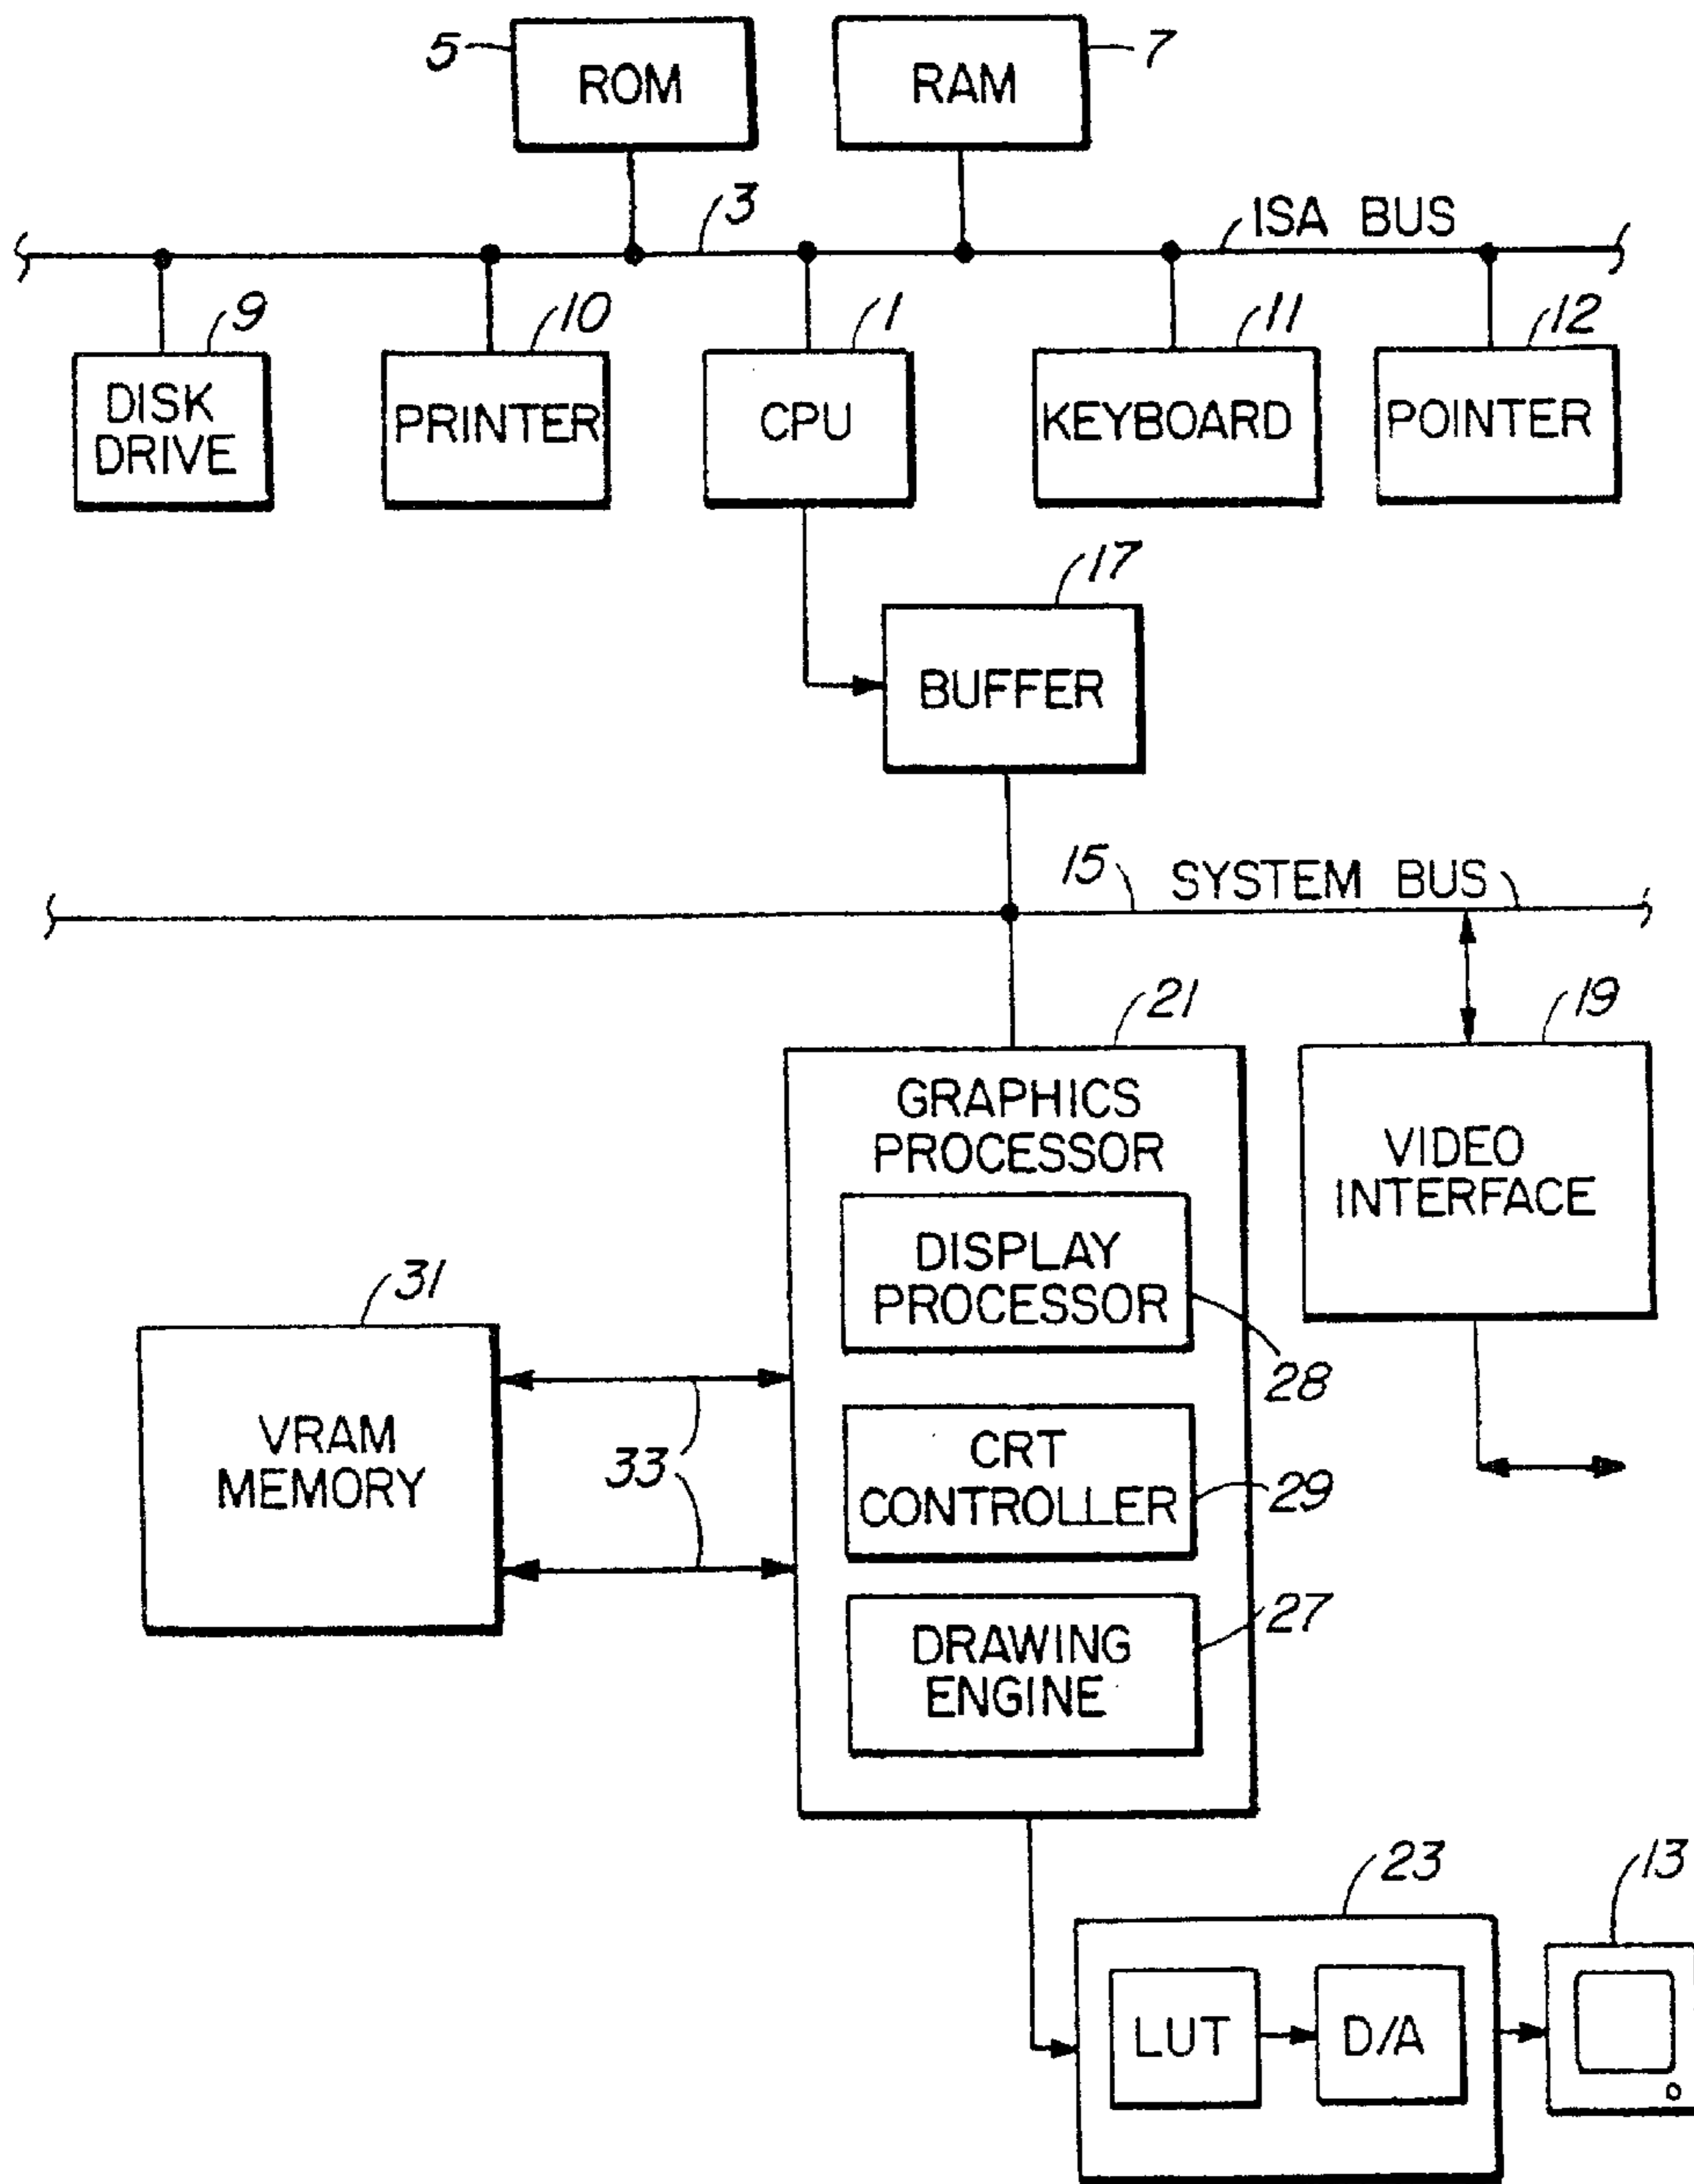 5
ROM
RAM
7
3
ISA BUS
9
10
1
11
12
DISK
DRIVE
PRINTER
CPU
KEYBOARD
POINTER
17
BUFFER
15
SYSTEM BUS
21
19
GRAPHICS
PROCESSOR
VIDEO
INTERFACE
DISPLAY
PROCESSOR
28
31
VRAM
MEMORY
33
CRT
CONTROLLER
29
27
DRAWING
ENGINE
23
13
LUT
D/A